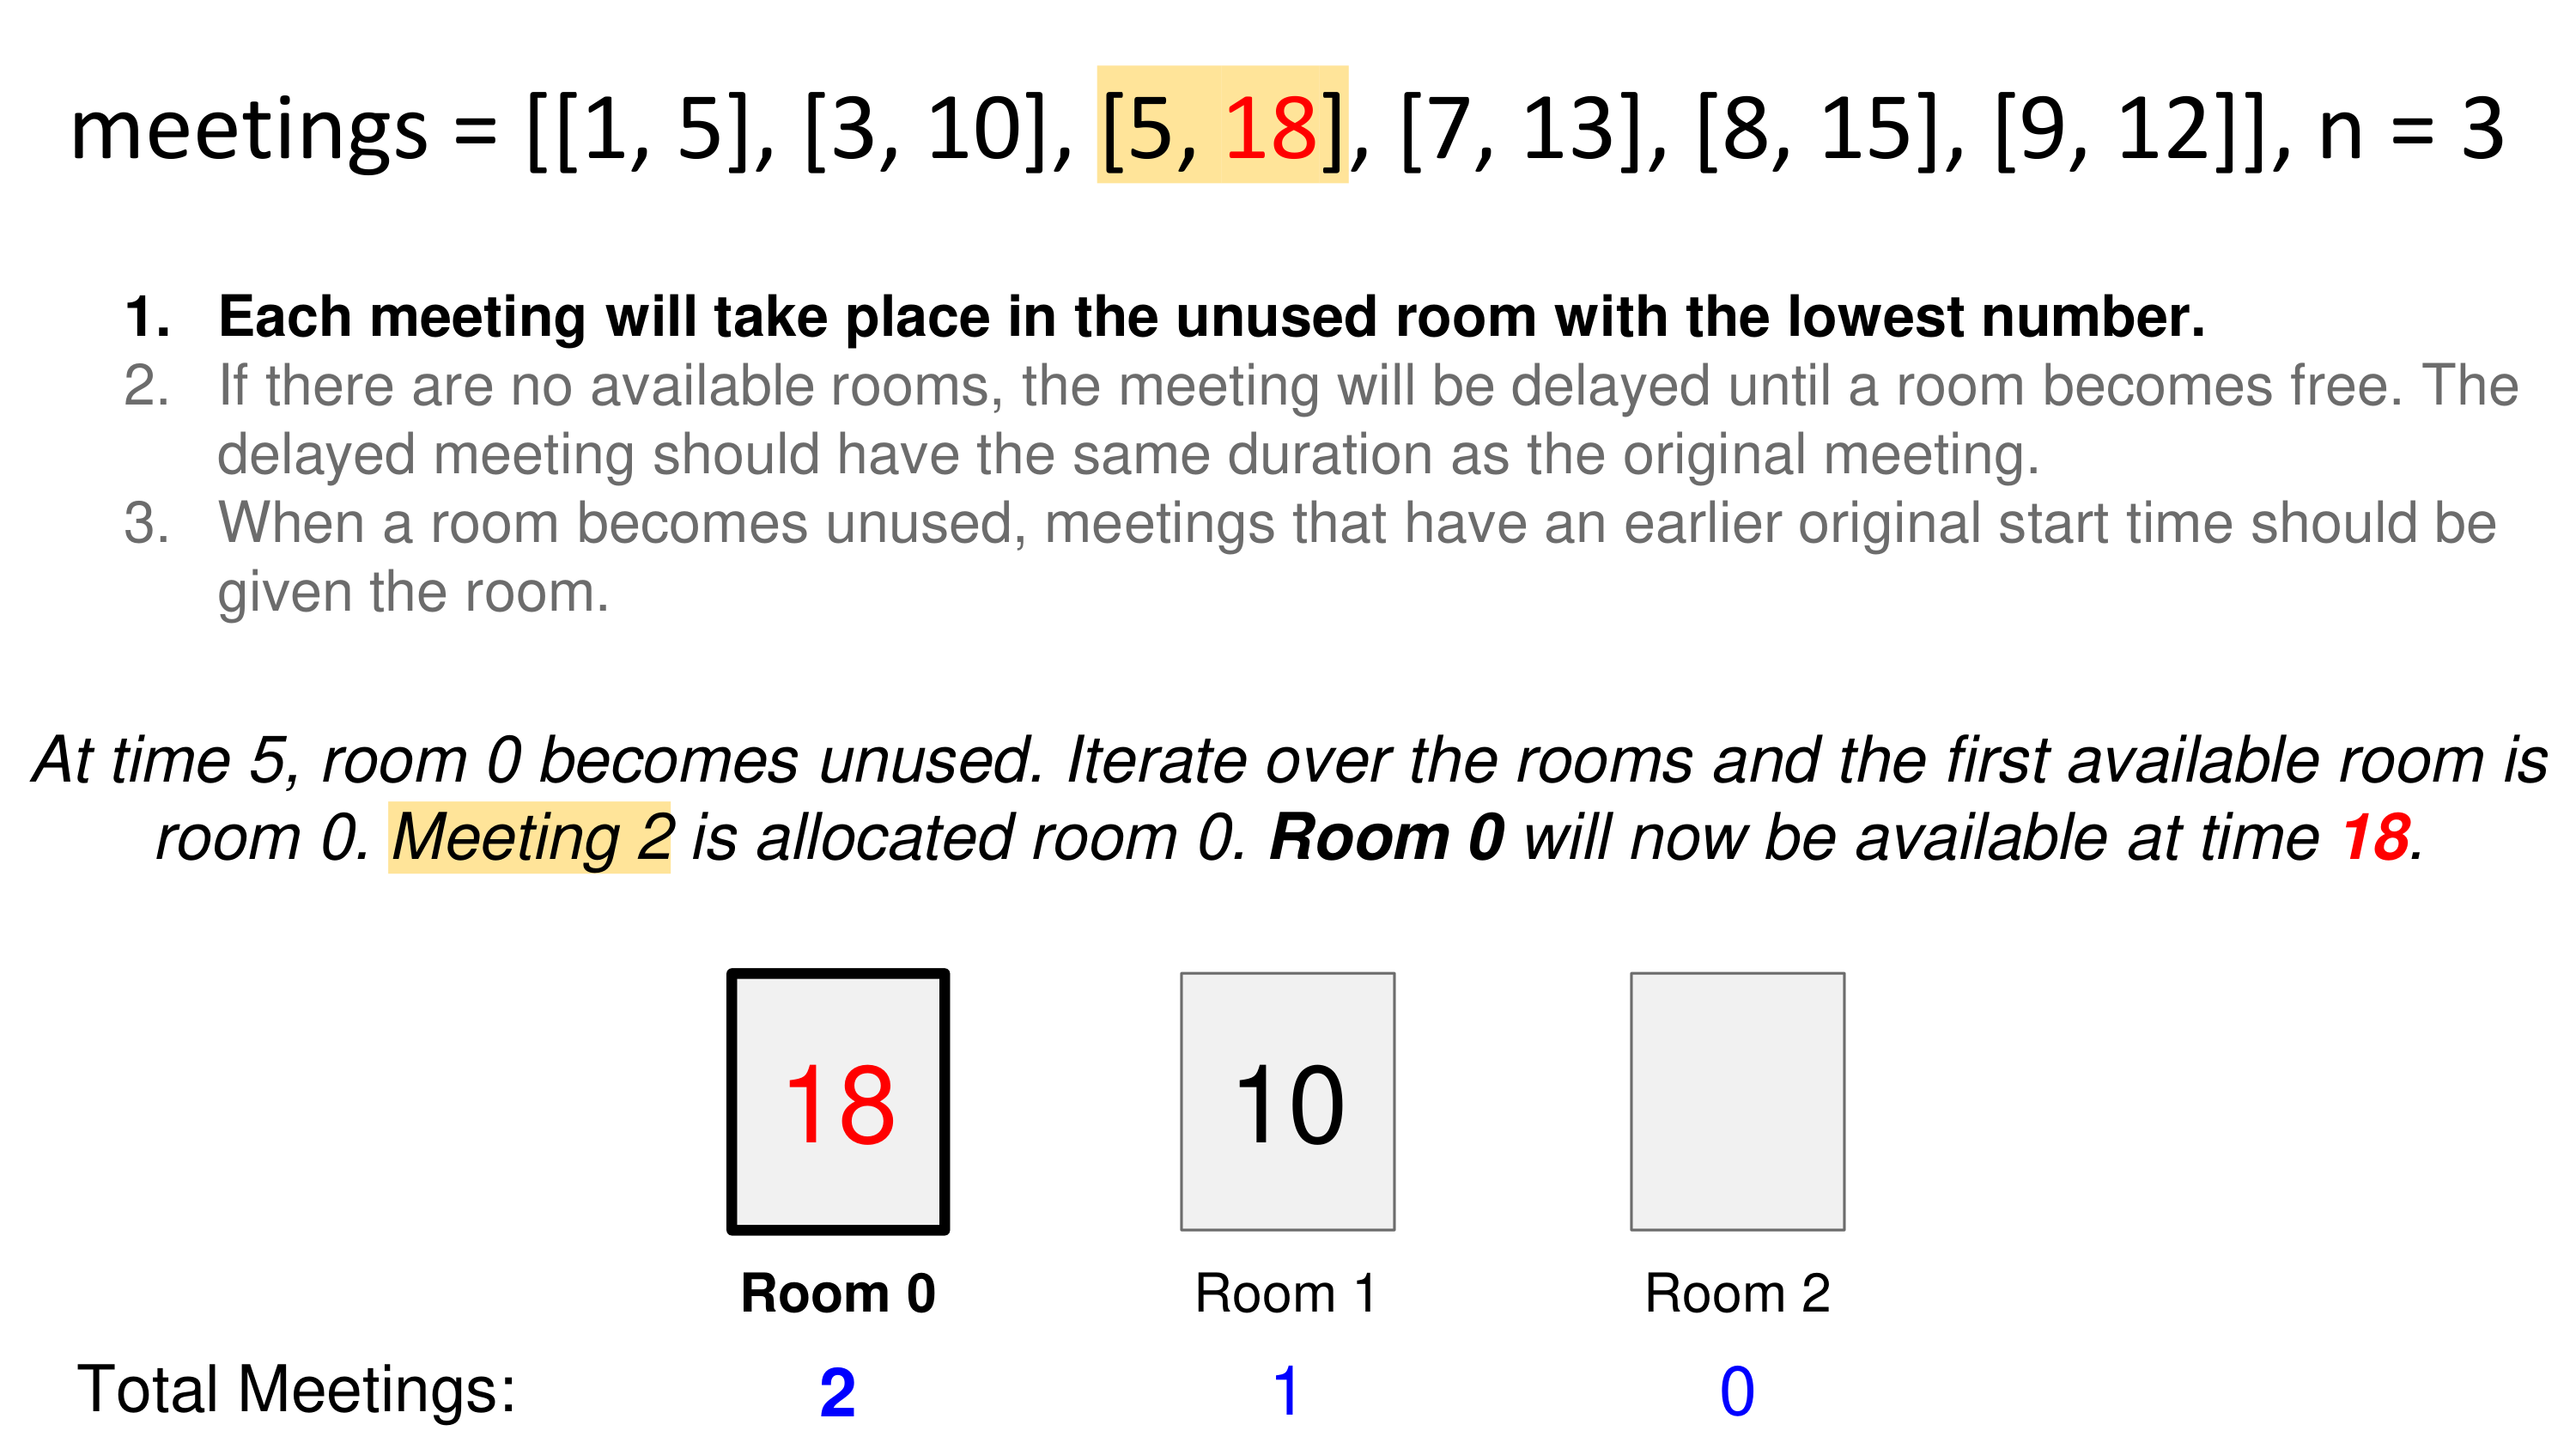 meetings = [[1, 5], [3, 10], [5, 18], [7, 13], [8, 15], [9, 12]], n = 3
1. Each meeting will take place in the unused room with the lowest number.
2. If there are no available rooms, the meeting will be delayed until a room becomes free. The
delayed meeting should have the same duration as the original meeting.
3. When a room becomes unused, meetings that have an earlier original start time should be
given the room.
At time 5, room 0 becomes unused. Iterate over the rooms and the first available room is
room 0. Meeting 2 is allocated room 0. Room 0 will now be available at time 18.
18 10
Room 0 Room 1 Room 2
Total Meetings: 2 1 0